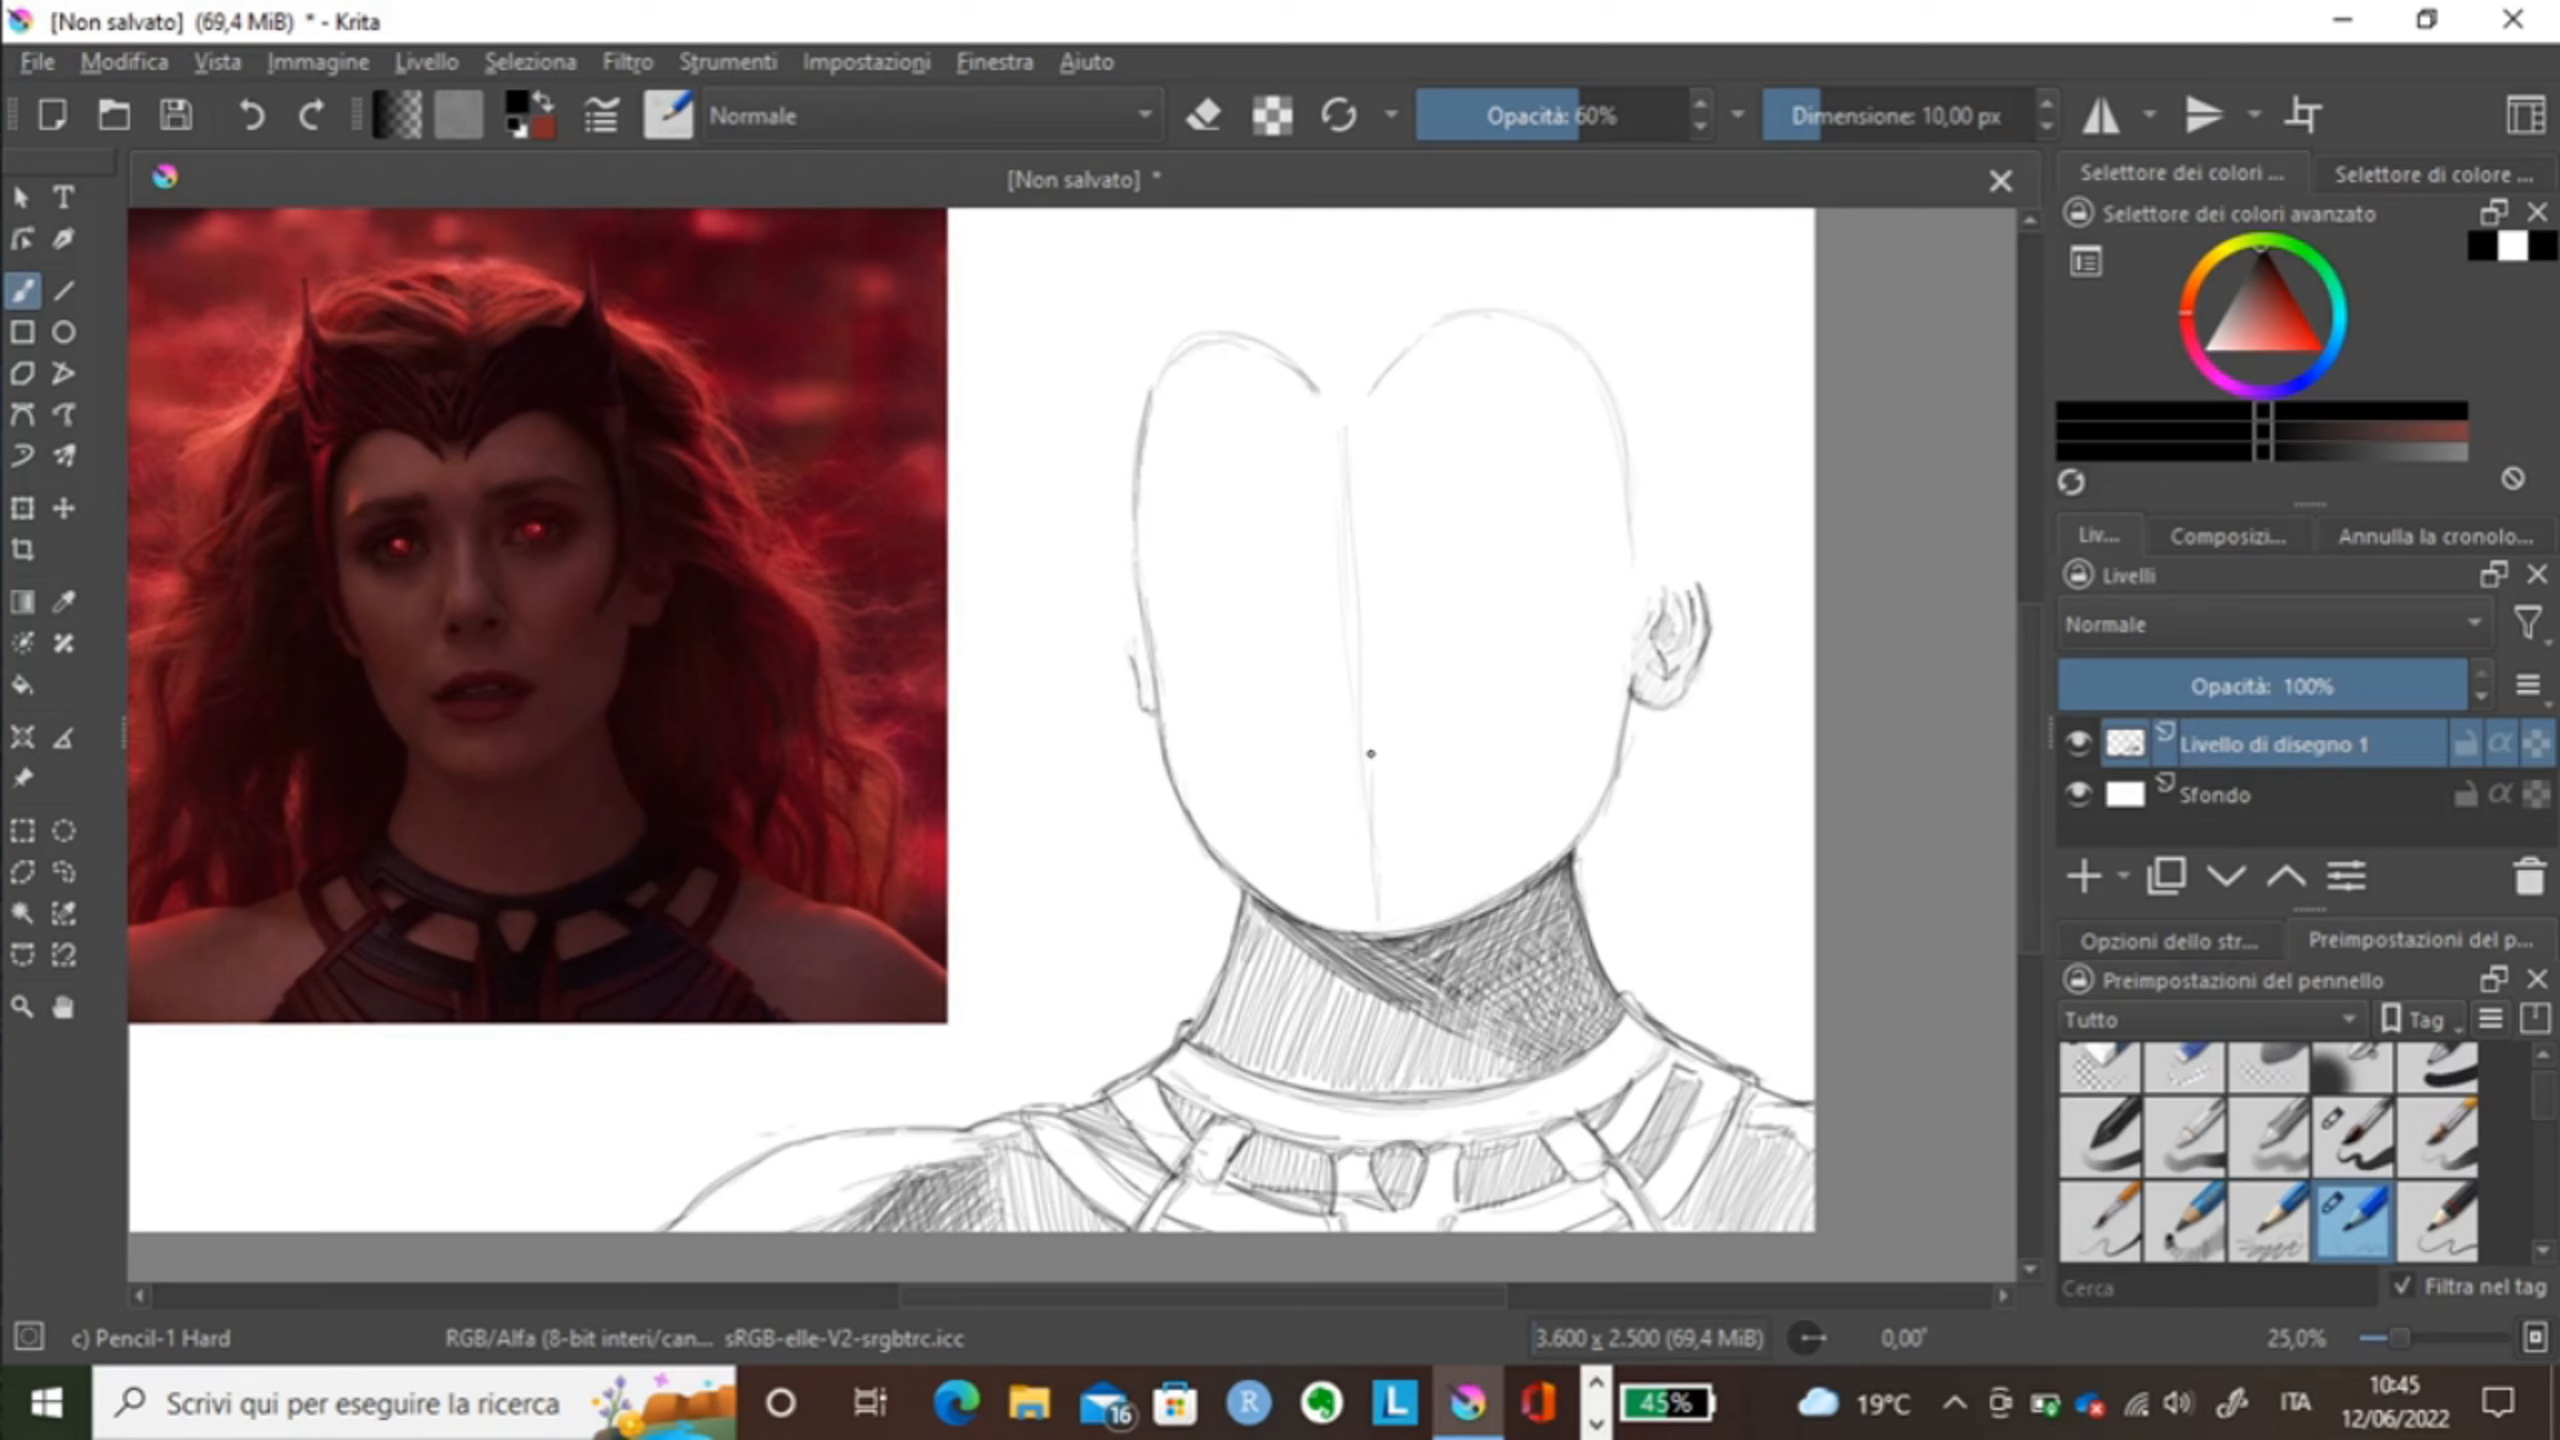 [Non salvato] (69,4 MiB) * - Krita
File Modifica Vista Immagine Livello Seleziona Filtro Strumenti Impostazioni Finestra Aiuto
Normale Opacità: 60% Dimensione: 10,00 px
[Non salvato] *
Selettore dei colori ... Selettore di colore ...
Selettore dei colori avanzato
Liv... Composizi... Annulla la cronolo...
Livelli
Normale
Opacità: 100%
Livello di disegno 1
Sfondo
Opzioni dello str... Preimpostazioni del p...
Preimpostazioni del pennello
Tutto Tag
Cerca Filtra nel tag
c) Pencil-1 Hard RGB/Alfa (8-bit interi/can... sRGB-elle-V2-srgbtrc.icc 3.600 x 2.500 (69,4 MiB) 0,00° 25,0%
Scrivi qui per eseguire la ricerca 16 R L 45% 19°C ITA 10:45
12/06/2022